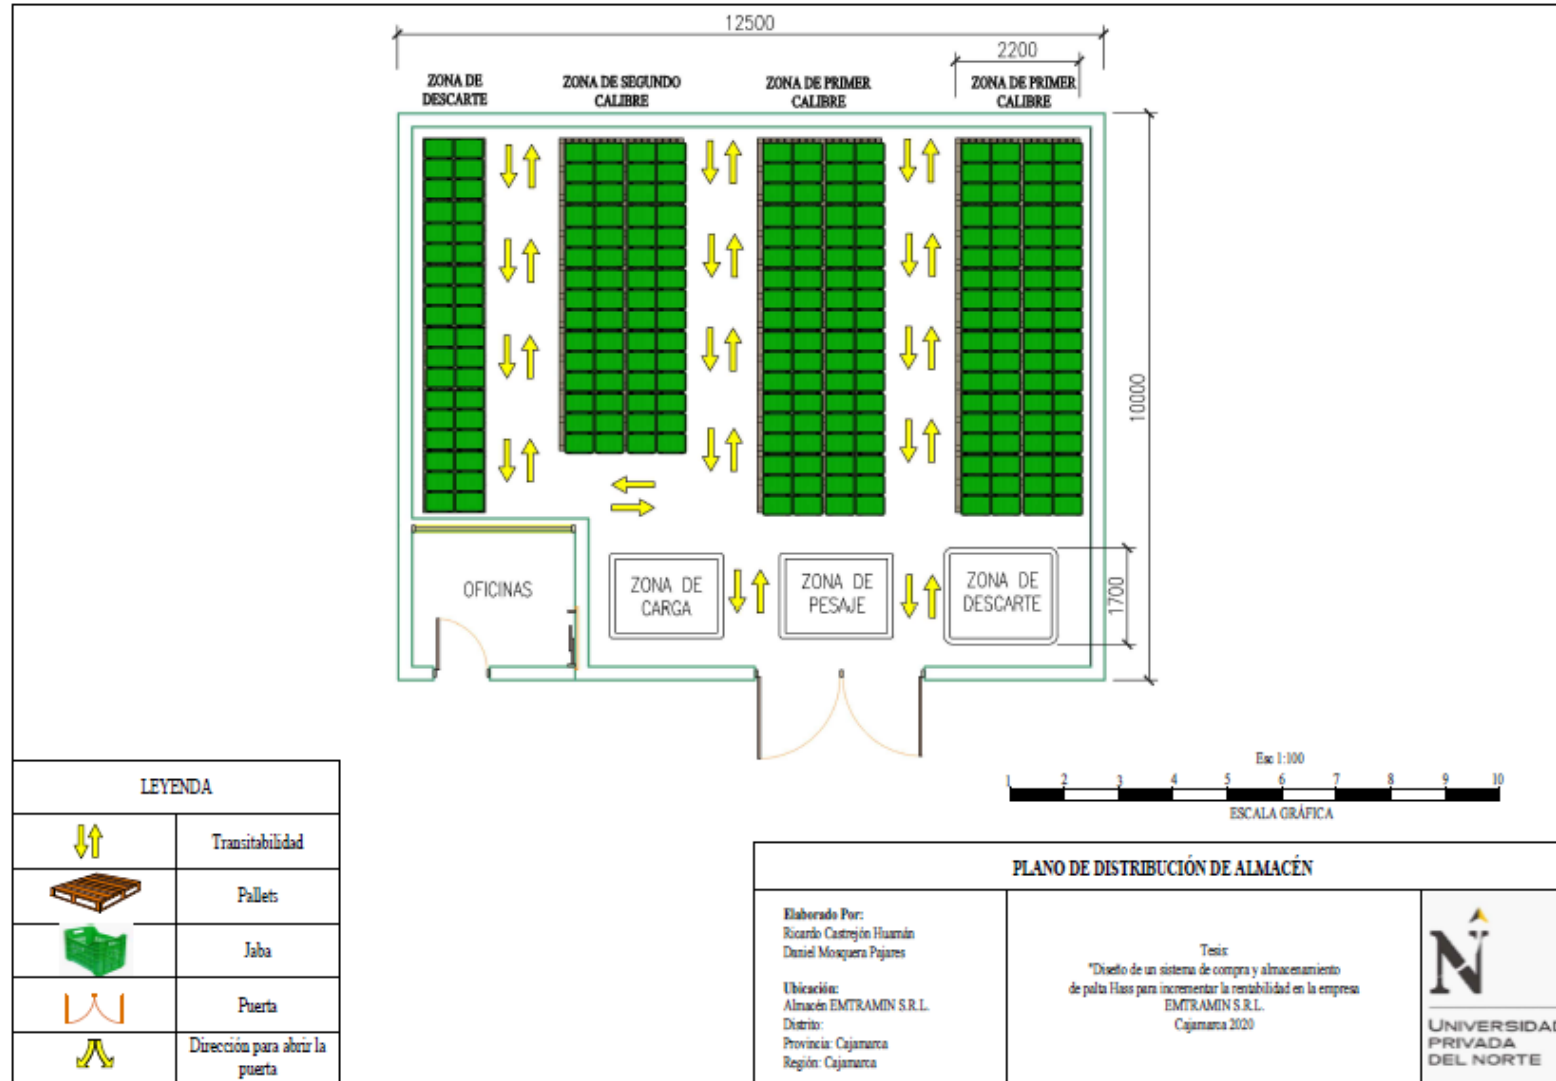 12500
2200
ZONA DE
DESCARTE
ZONA DE SEGUNDO
CALIBRE
ZONA DE PRIMER
CALIBRE
ZONA DE PRIMER
CALIBRE
10000
OFICINAS
ZONA DE
CARGA
ZONA DE
PESAJE
ZONA DE
DESCARTE
1700
LEYENDA
Transitabilidad
Pallets
Jaba
Puerta
Dirección para abrir la
puerta
Esc 1:100
1 2 3 4 5 6 7 8 9 10
ESCALA GRÁFICA
PLANO DE DISTRIBUCIÓN DE ALMACÉN
Elaborado Por:
Ricardo Castrejón Huamán
Daniel Mosquera Pajares
Ubicación:
Almacén EMTRAMIN S.R.L.
Distrito:
Provincia: Cajamarca
Región: Cajamarca
Tesis:
"Diseño de un sistema de compra y almacenamiento
de palta Hass para incrementar la rentabilidad en la empresa
EMTRAMIN S.R.L.
Cajamarca 2020
N
UNIVERSIDAD
PRIVADA
DEL NORTE